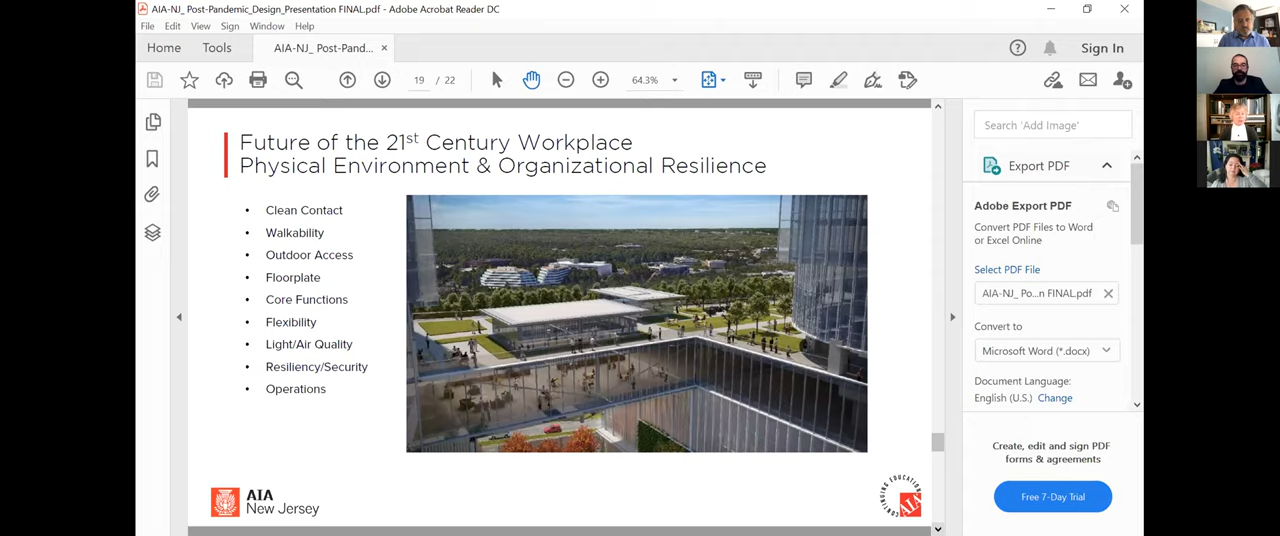 AIA-NJ_ Post-Pandemic_Design_Presentation FINAL.pdf - Adobe Acrobat Reader DC
File Edit View Sign Window Help
Home Tools AIA-NJ_ Post-Pand... × Sign In
19 / 22 64.3%
Future of the 21st Century Workplace
Physical Environment & Organizational Resilience
• Clean Contact
• Walkability
• Outdoor Access
• Floorplate
• Core Functions
• Flexibility
• Light/Air Quality
• Resiliency/Security
• Operations
AIA
New Jersey
CONTINUING EDUCATION
AIA
Search 'Add Image'
Export PDF
Adobe Export PDF
Convert PDF Files to Word
or Excel Online
Select PDF File
AIA-NJ_ Po...n FINAL.pdf
Convert to
Microsoft Word (*.docx)
Document Language:
English (U.S.) Change
Create, edit and sign PDF
forms & agreements
Free 7-Day Trial